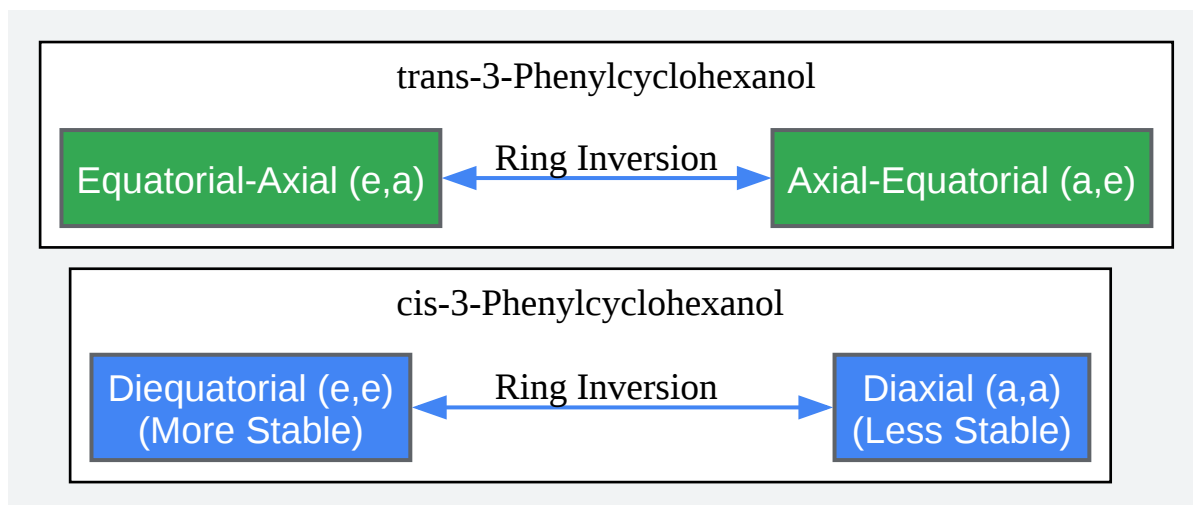 trans-3-Phenylcyclohexanol
Equatorial-Axial (e,a)
Ring Inversion
Axial-Equatorial (a,e)
cis-3-Phenylcyclohexanol
Diequatorial (e,e)
(More Stable)
Ring Inversion
Diaxial (a,a)
(Less Stable)